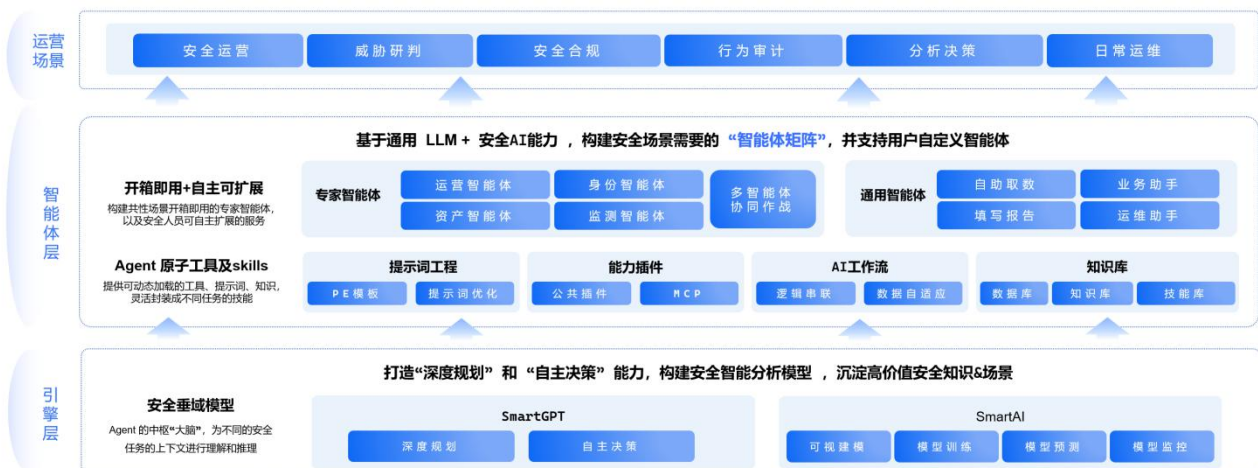 运营
场景
安全运营
威胁研判
安全合规
行为审计
分析决策
日常运维
智能体层
基于通用 LLM + 安全AI能力 ，构建安全场景需要的 “智能体矩阵”，并支持用户自定义智能体
开箱即用+自主可扩展
构建共性场景开箱即用的专家智能体，
以及安全人员可自主扩展的服务
专家智能体
运营智能体
身份智能体
资产智能体
监测智能体
多智能体
协同作战
通用智能体
自助取数
业务助手
填写报告
运维助手
Agent 原子工具及skills
提供可动态加载的工具、提示词、知识，
灵活封装成不同任务的技能
提示词工程
PE模板
提示词优化
能力插件
公共插件
MCP
AI工作流
逻辑串联
数据自适应
知识库
数据库
知识库
技能库
引擎层
打造“深度规划” 和 “自主决策” 能力，构建安全智能分析模型 ，沉淀高价值安全知识&场景
安全垂域模型
Agent 的中枢“大脑”，为不同的安全
任务的上下文进行理解和推理
SmartGPT
深度规划
自主决策
SmartAI
可视建模
模型训练
模型预测
模型监控